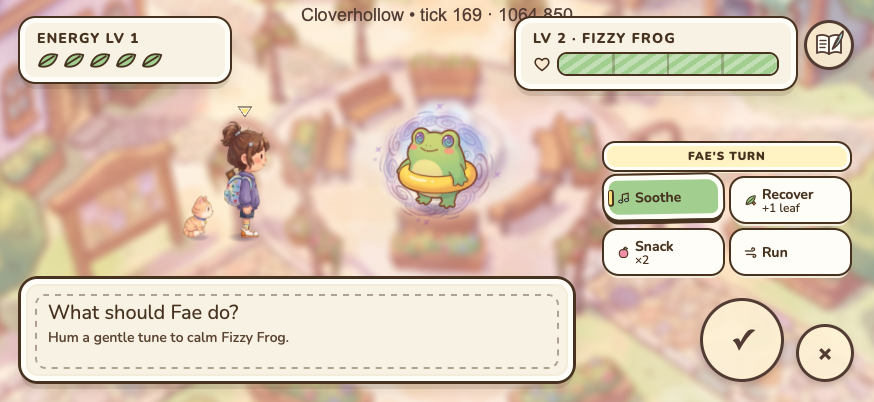 Cloverhollow • tick 169 · 1064,850
ENERGY LV 1
LV 2 · FIZZY FROG
FAE'S TURN
Soothe
Recover
+1 leaf
Snack
×2
Run
What should Fae do?
Hum a gentle tune to calm Fizzy Frog.